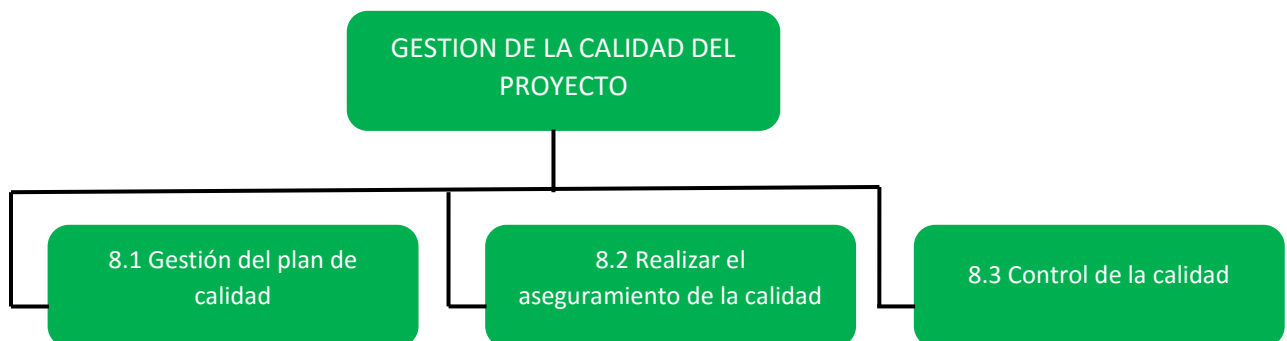 GESTION DE LA CALIDAD DEL
PROYECTO
8.1 Gestión del plan de
calidad
8.2 Realizar el
aseguramiento de la calidad
8.3 Control de la calidad